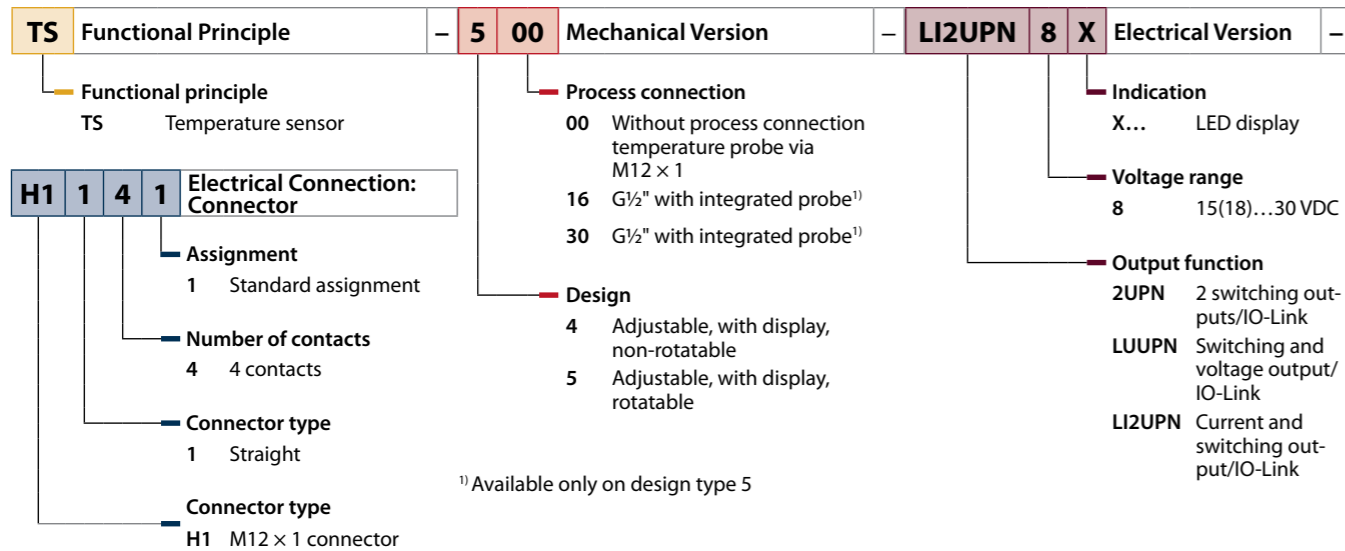 TS Functional Principle – 5 00 Mechanical Version – LI2UPN 8 X Electrical Version –
Functional principle
TS Temperature sensor
H1 1 4 1 Electrical Connection:
Connector
Assignment
1 Standard assignment
Number of contacts
4 4 contacts
Connector type
1 Straight
Connector type
H1 M12 × 1 connector
Process connection
00 Without process connection
temperature probe via
M12 × 1
16 G½" with integrated probe¹⁾
30 G½" with integrated probe¹⁾
Design
4 Adjustable, with display,
non-rotatable
5 Adjustable, with display,
rotatable
¹⁾ Available only on design type 5
Indication
X… LED display
Voltage range
8 15(18)…30 VDC
Output function
2UPN 2 switching out-
puts/IO-Link
LUUPN Switching and
voltage output/
IO-Link
LI2UPN Current and
switching out-
put/IO-Link